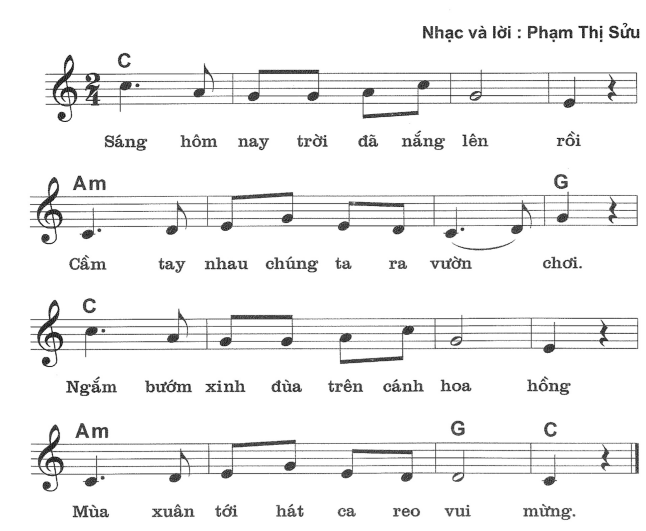 Nhạc và lời : Phạm Thị Sửu
C
2
4
Sáng hôm nay trời đã nắng lên rồi
Am G
Cầm tay nhau chúng ta ra vườn chơi.
C
Ngắm bướm xinh đùa trên cánh hoa hồng
Am G C
Mùa xuân tới hát ca reo vui mừng.